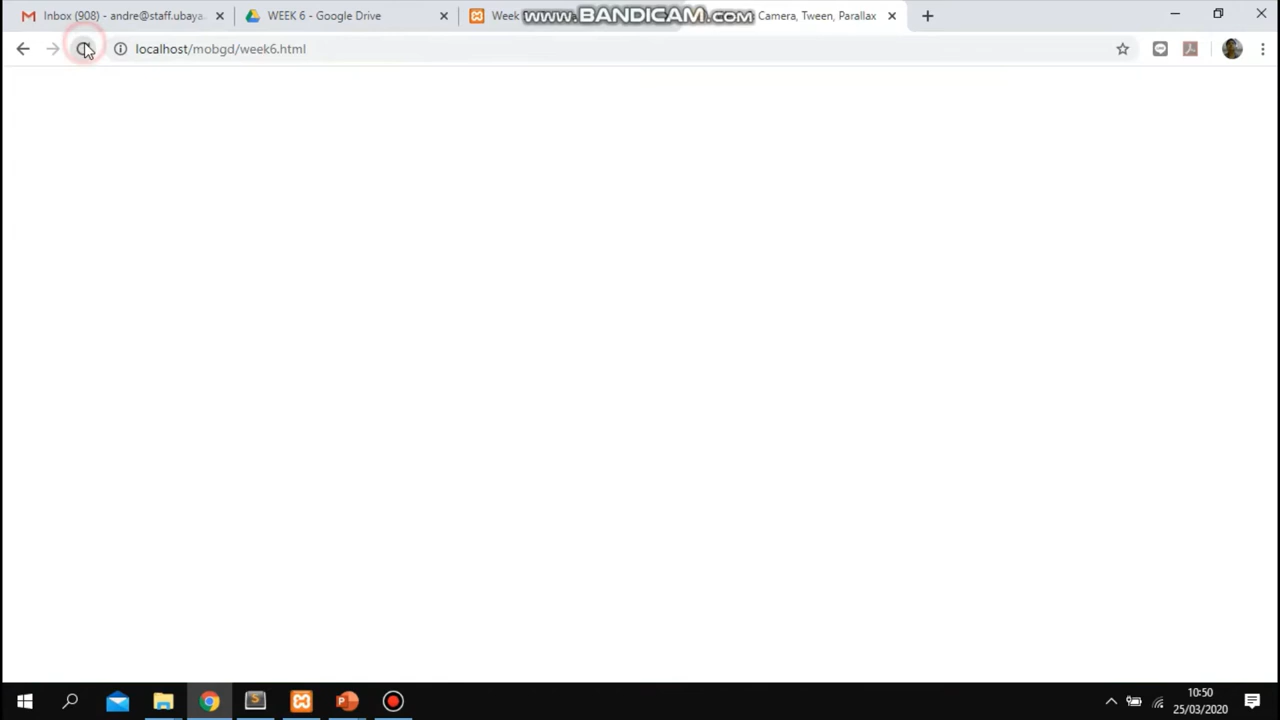 Inbox (908) - andre@staff.ubaya.
WEEK 6 - Google Drive
Week
www.BANDICAM.com
Camera, Tween, Parallax
localhost/mobgd/week6.html
10:50
25/03/2020